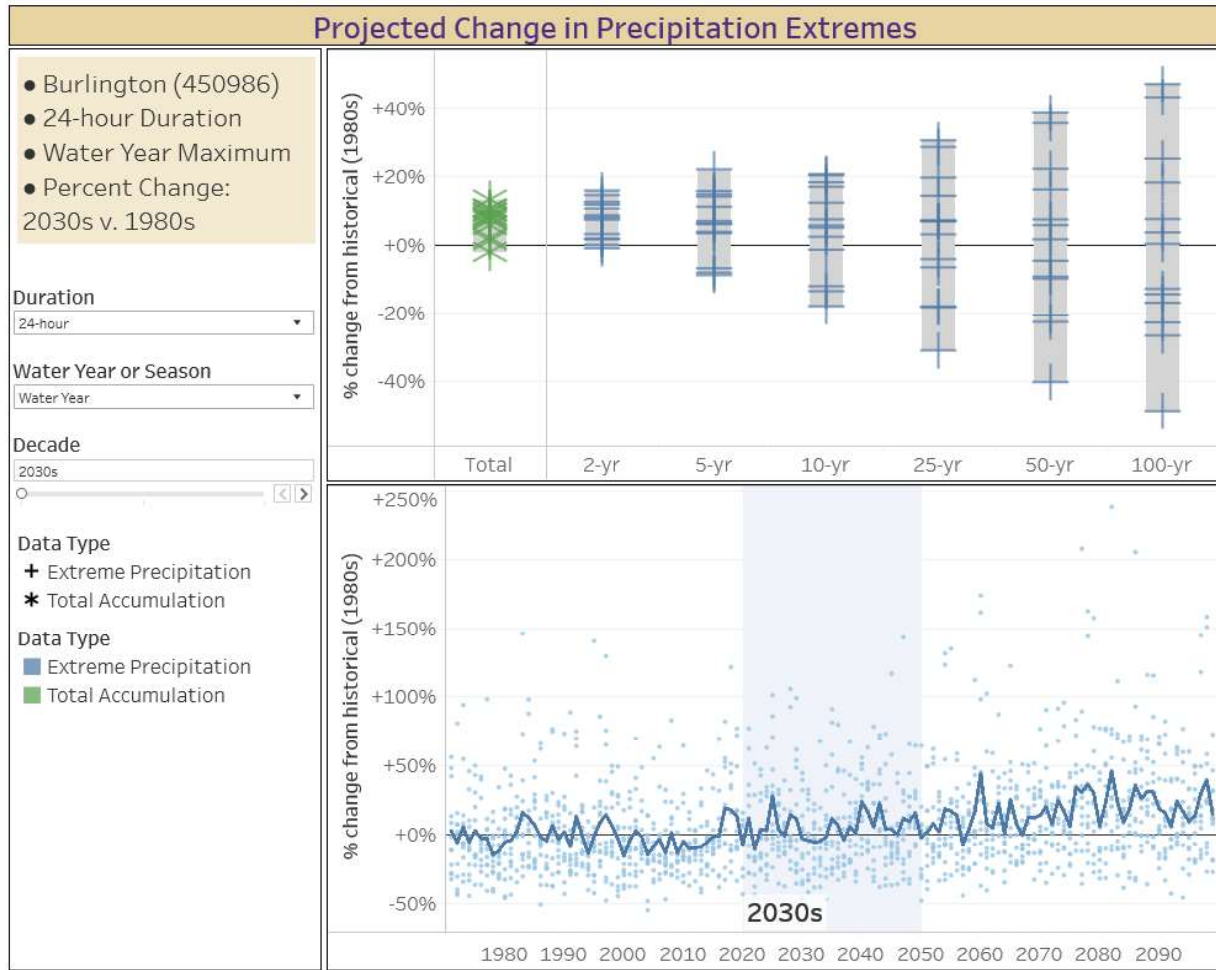 Projected Change in Precipitation Extremes
● Burlington (450986)
● 24-hour Duration
● Water Year Maximum
● Percent Change:
2030s v. 1980s
Duration
24-hour
Water Year or Season
Water Year
Decade
2030s
Data Type
+ Extreme Precipitation
* Total Accumulation
Data Type
Extreme Precipitation
Total Accumulation
% change from historical (1980s)
+40%
+20%
+0%
-20%
-40%
Total 2-yr 5-yr 10-yr 25-yr 50-yr 100-yr
% change from historical (1980s)
+250%
+200%
+150%
+100%
+50%
+0%
-50%
2030s
1980 1990 2000 2010 2020 2030 2040 2050 2060 2070 2080 2090